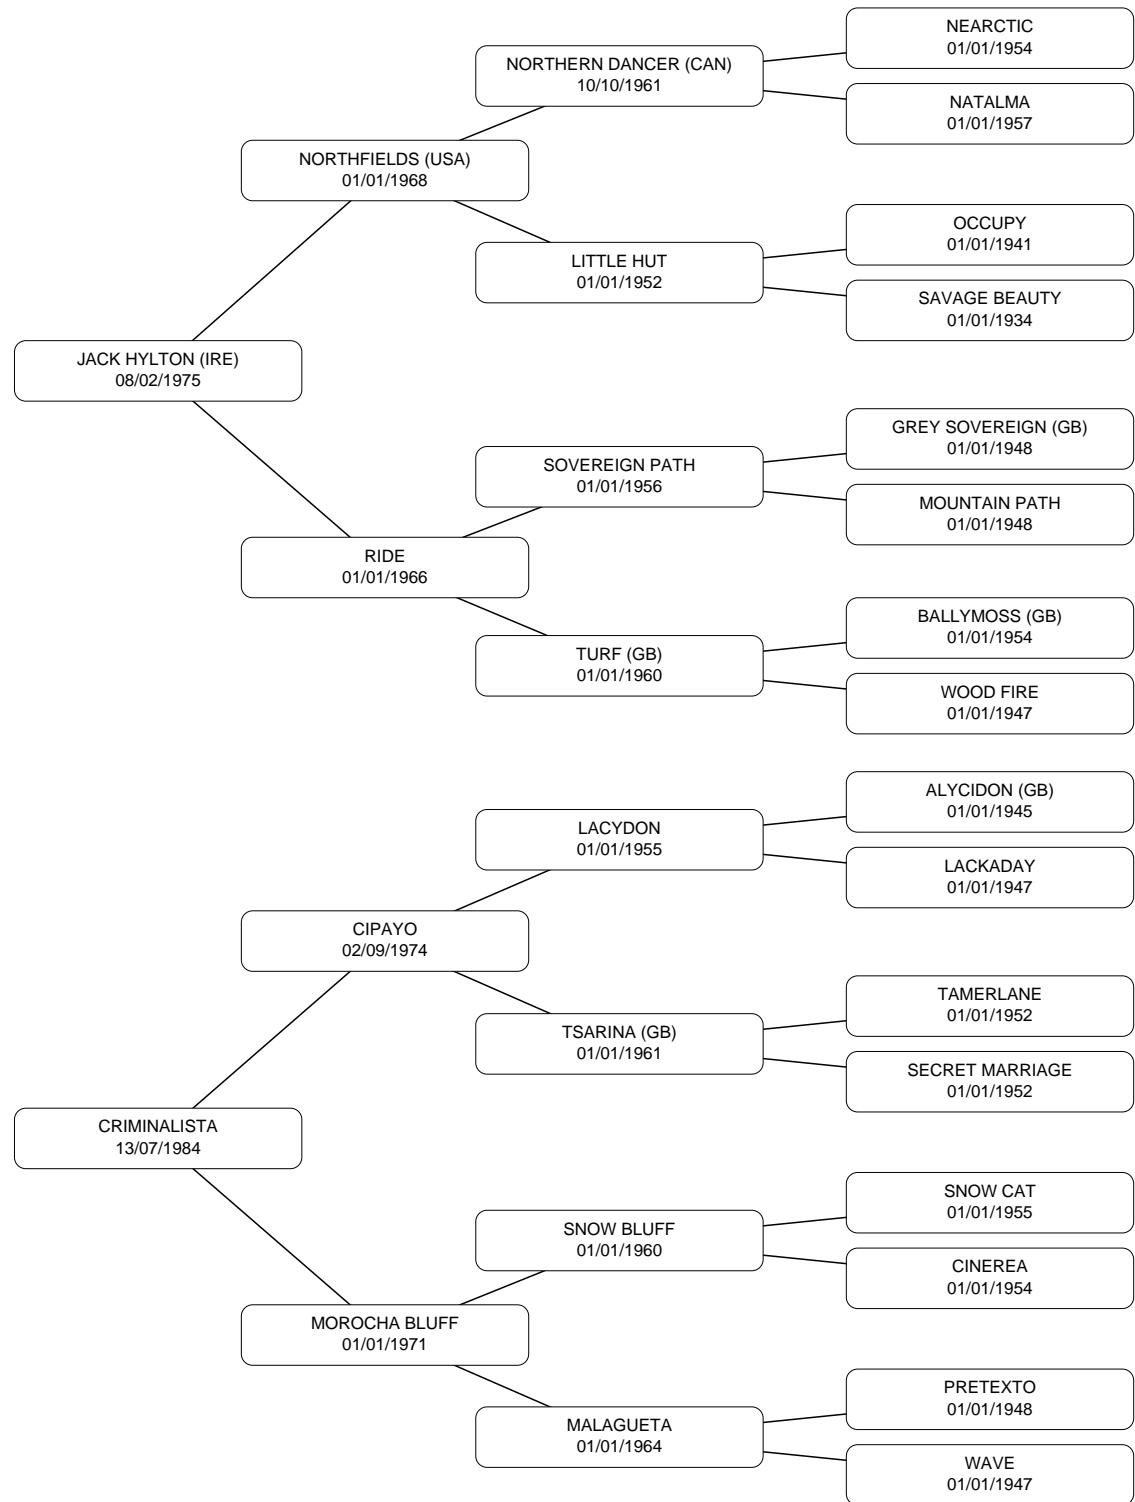 NEARCTIC
01/01/1954
NORTHERN DANCER (CAN)
10/10/1961
NATALMA
01/01/1957
NORTHFIELDS (USA)
01/01/1968
OCCUPY
01/01/1941
LITTLE HUT
01/01/1952
SAVAGE BEAUTY
01/01/1934
JACK HYLTON (IRE)
08/02/1975
GREY SOVEREIGN (GB)
01/01/1948
SOVEREIGN PATH
01/01/1956
MOUNTAIN PATH
01/01/1948
RIDE
01/01/1966
BALLYMOSS (GB)
01/01/1954
TURF (GB)
01/01/1960
WOOD FIRE
01/01/1947
ALYCIDON (GB)
01/01/1945
LACYDON
01/01/1955
LACKADAY
01/01/1947
CIPAYO
02/09/1974
TAMERLANE
01/01/1952
TSARINA (GB)
01/01/1961
SECRET MARRIAGE
01/01/1952
CRIMINALISTA
13/07/1984
SNOW CAT
01/01/1955
SNOW BLUFF
01/01/1960
CINEREA
01/01/1954
MOROCHA BLUFF
01/01/1971
PRETEXTO
01/01/1948
MALAGUETA
01/01/1964
WAVE
01/01/1947